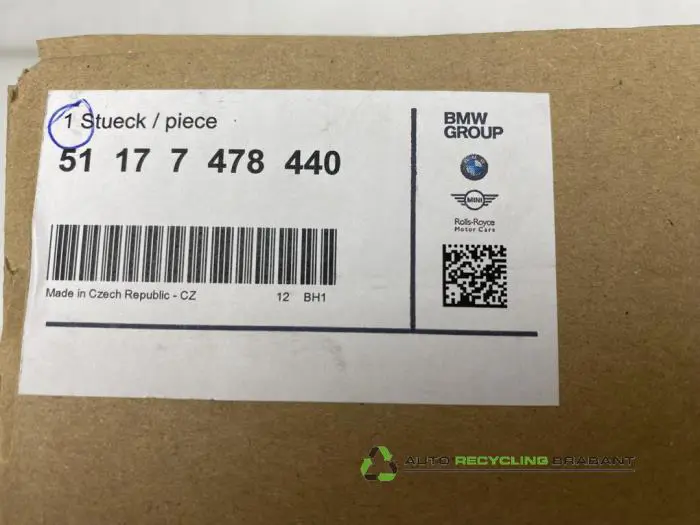 1 Stueck / piece
51 17 7 478 440
Made in Czech Republic - CZ 12 BH1
BMW
GROUP
MINI
Rolls-Royce
Motor Cars
AUTO RECYCLING BRABANT